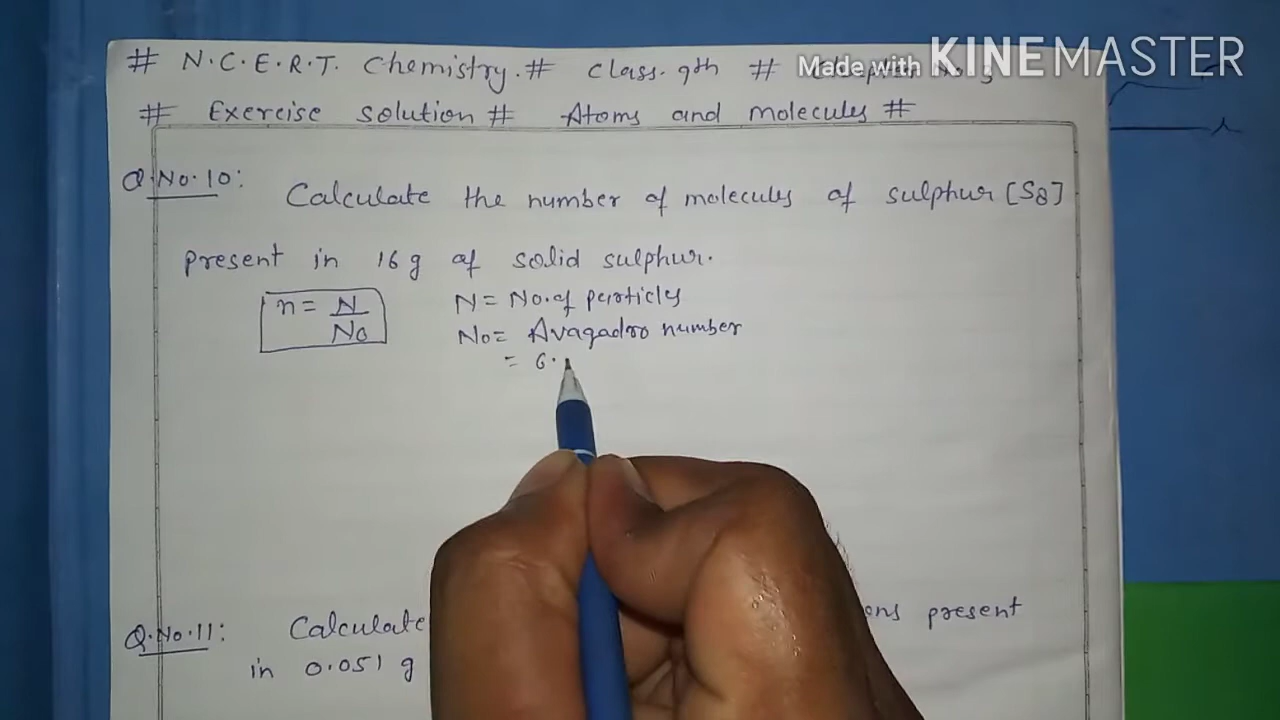 Made with KINEMASTER
# N.C.E.R.T. Chemistry. # Class. 9th #
# Exercise solution # Atoms and molecules #
Q.No.10: Calculate the number of molecules of sulphur [S8]
present in 16g of solid sulphur.
n = N/No
N = No. of particles
No = Avagadro number
= 6.
Q.No.11: Calculate present
in 0.051 g